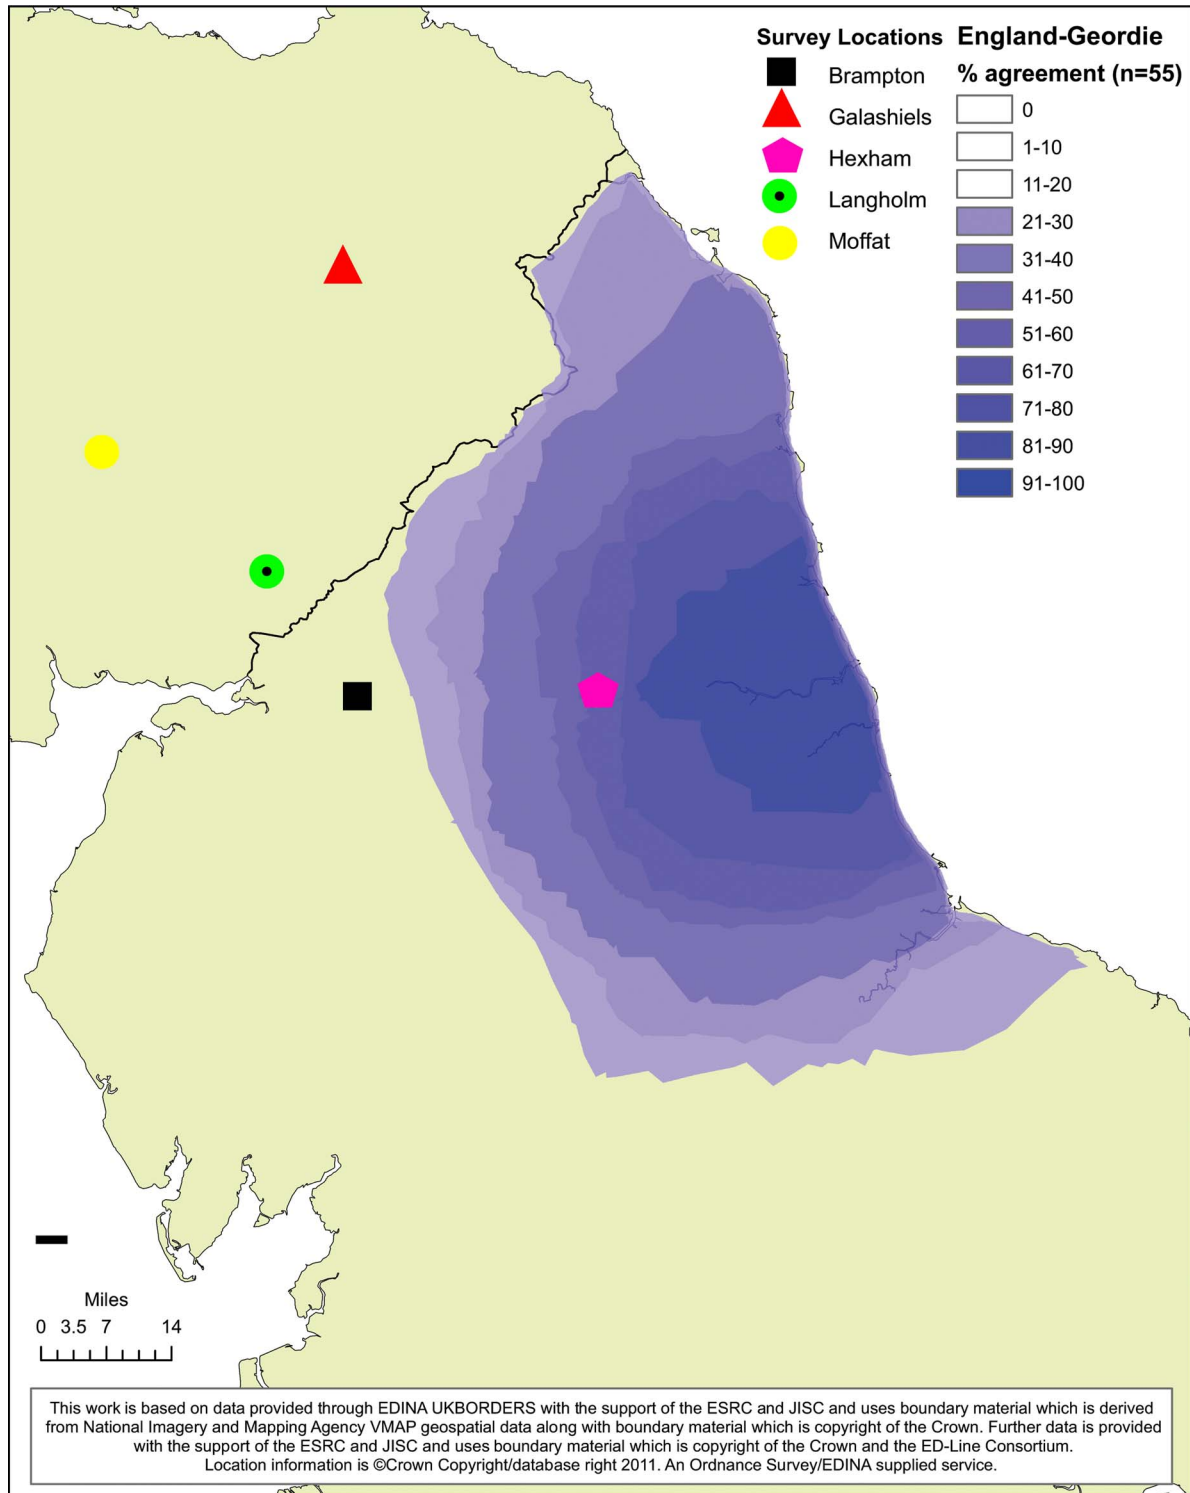 Survey Locations
Brampton
Galashiels
Hexham
Langholm
Moffat
England-Geordie
% agreement (n=55)
0
1-10
11-20
21-30
31-40
41-50
51-60
61-70
71-80
81-90
91-100
Miles
0 3.5 7 14
This work is based on data provided through EDINA UKBORDERS with the support of the ESRC and JISC and uses boundary material which is derived
from National Imagery and Mapping Agency VMAP geospatial data along with boundary material which is copyright of the Crown. Further data is provided
with the support of the ESRC and JISC and uses boundary material which is copyright of the Crown and the ED-Line Consortium.
Location information is ©Crown Copyright/database right 2011. An Ordnance Survey/EDINA supplied service.